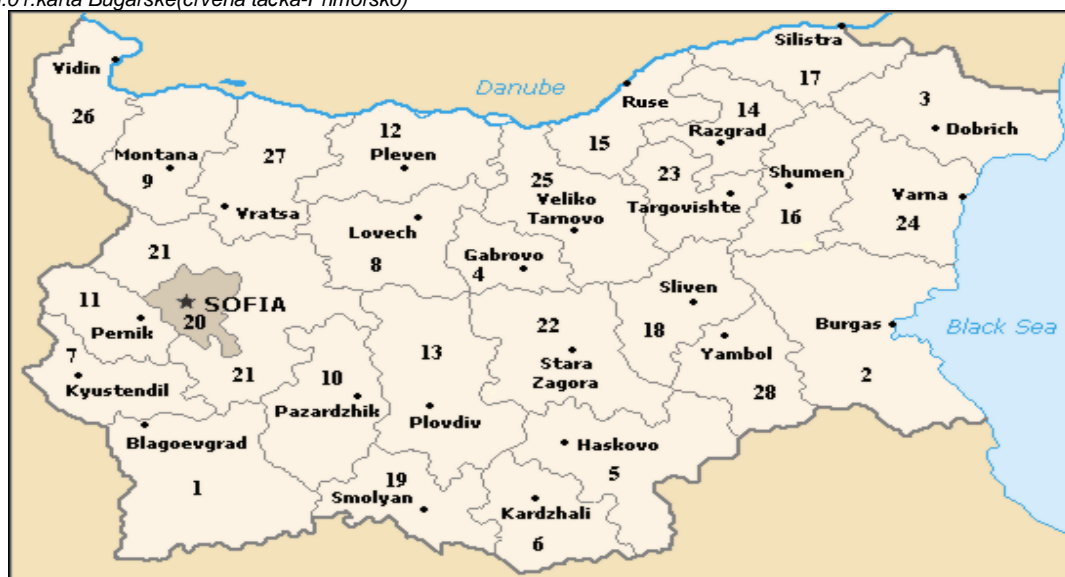 .01.karta Bugarske(crvena tačka-Primorsko)
Silistra
Vidin
17
Danube
Ruse
3
26
14
12
Razgrad
Dobrich
Montana
27
Pleven
15
9
23
Shumen
25
Veliko
Tarnovo
Targovishte
Varna
Vratsa
16
24
Lovech
21
8
Gabrovo
4
Sliven
11
SOFIA
Pernik
20
22
18
Burgas
Black Sea
7
13
Yambol
Stara
Zagora
21
10
2
Kyustendil
28
Pazardzhik
Plovdiv
Blagoevgrad
Haskovo
5
1
19
Smolyan
Kardzhali
6